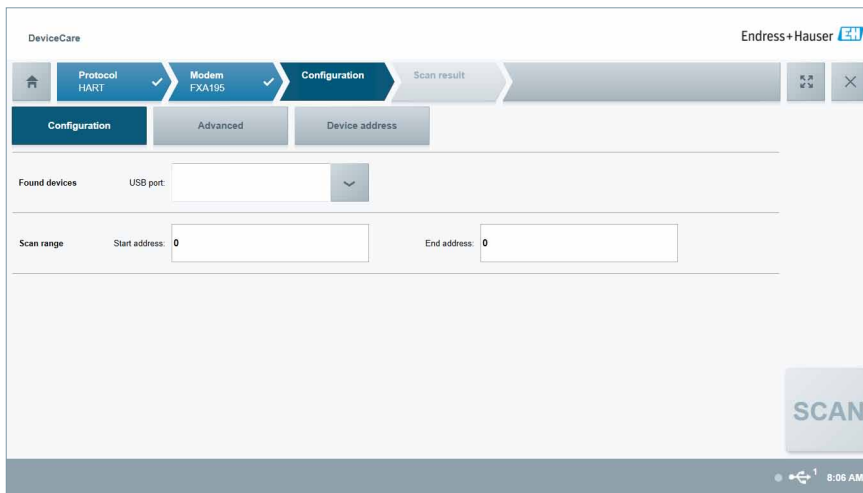 DeviceCare
Endress+Hauser EH
Protocol
HART
Modem
FXA195
Configuration
Scan result
Configuration
Advanced
Device address
Found devices
USB port:
Scan range
Start address: 0
End address: 0
SCAN
1
8:06 AM